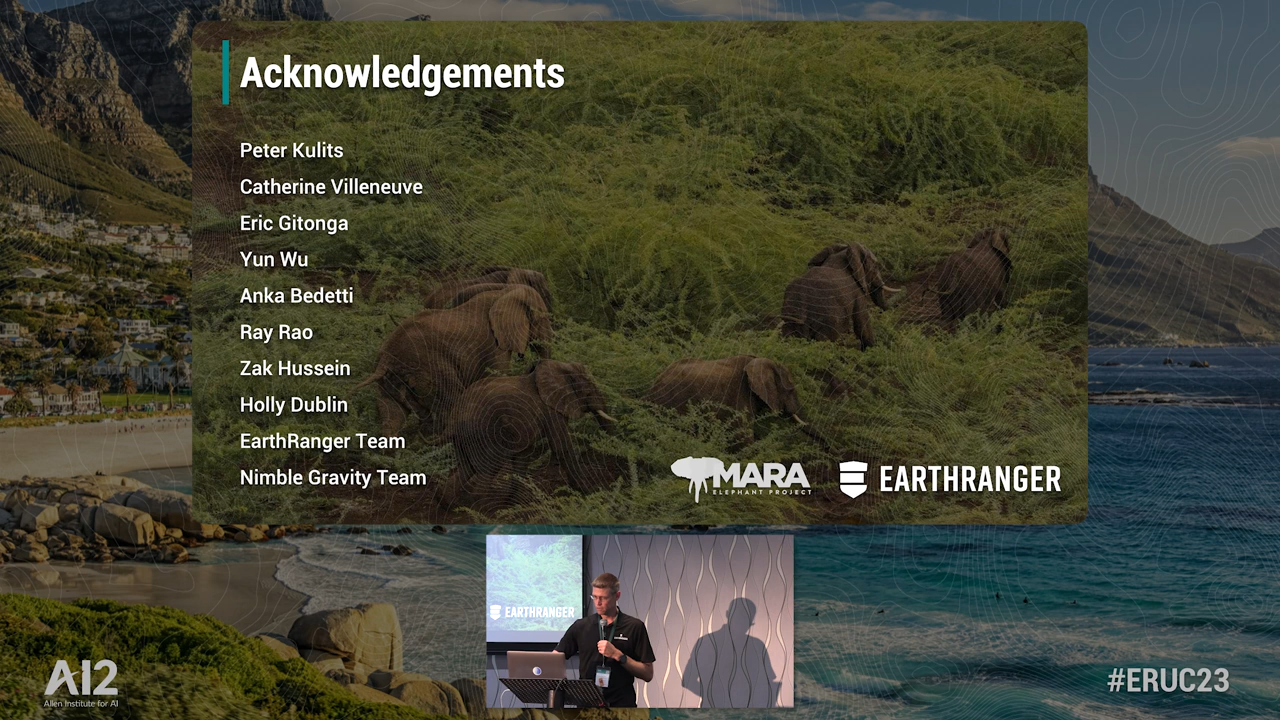 Acknowledgements
Peter Kulits
Catherine Villeneuve
Eric Gitonga
Yun Wu
Anka Bedetti
Ray Rao
Zak Hussein
Holly Dublin
EarthRanger Team
Nimble Gravity Team
MARA
ELEPHANT PROJECT
EARTHRANGER
EARTHRANGER
AI2
Allen Institute for AI
#ERUC23